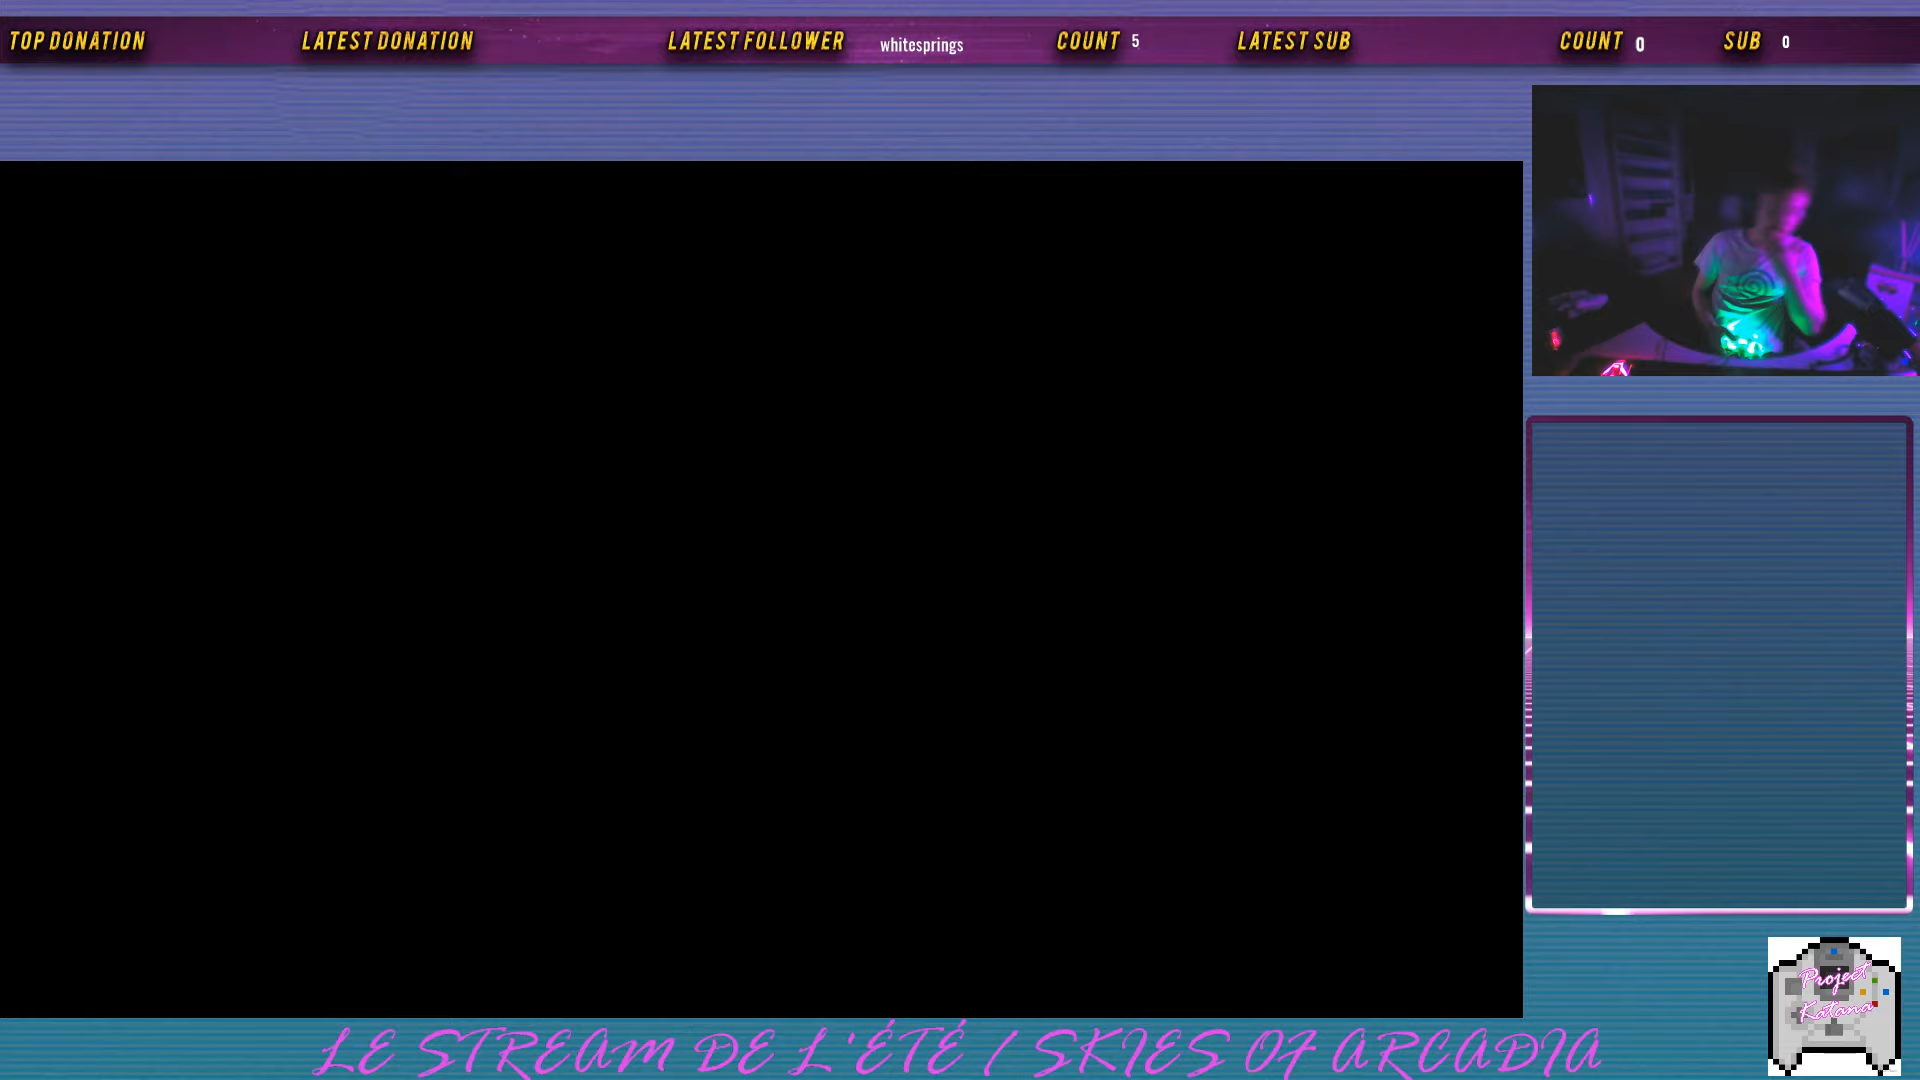 TOP DONATION LATEST DONATION LATEST FOLLOWER whitesprings COUNT 5 LATEST SUB COUNT 0 SUB 0
Project
Katana
LE STREAM DE L'ÉTÉ / SKIES OF ARCADIA